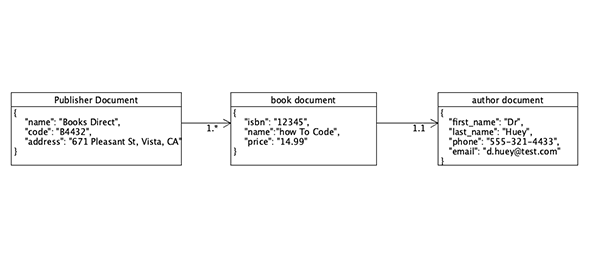 Publisher Document
{
"name": "Books Direct",
"code": "B4432",
"address": "671 Pleasant St, Vista, CA"
}
1.*
book document
{
"isbn": "12345",
"name":"how To Code",
"price": "14.99"
}
1.1
author document
{
"first_name": "Dr",
"last_name": "Huey",
"phone": "555-321-4433",
"email": "d.huey@test.com"
}